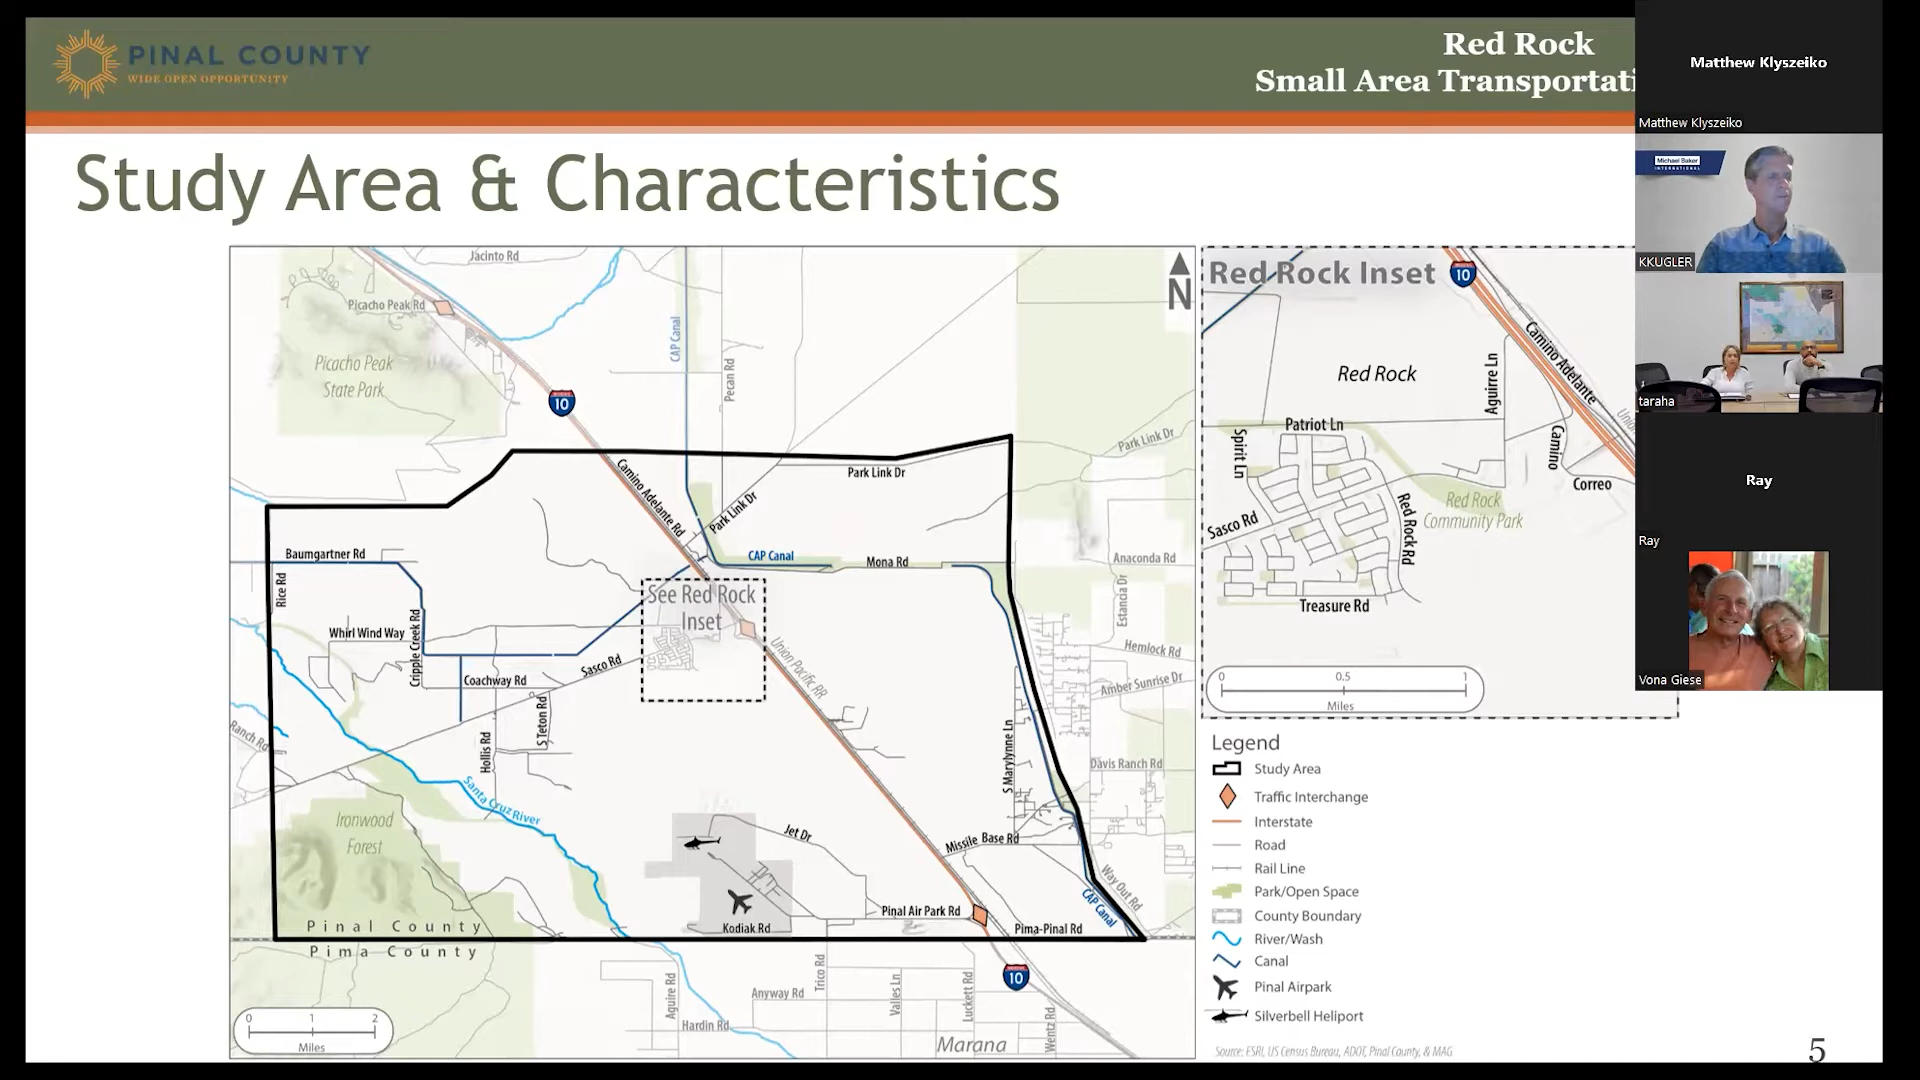 PINAL COUNTY
WIDE OPEN OPPORTUNITY
Red Rock
Small Area Transportati
Study Area & Characteristics
Jacinto Rd
Picacho Peak Rd
Picacho Peak
State Park
CAP Canal
Pecan Rd
10
N
Park Link Dr
Park Link Dr
Camino Adelante Rd
Park Link Dr
Baumgartner Rd
CAP Canal
Mona Rd
Anaconda Rd
Rice Rd
Estancia Dr
See Red Rock
Inset
Whirl Wind Way
Cripple Creek Rd
Hemlock Rd
Union Pacific RR
Sasco Rd
Coachway Rd
Amber Sunrise Dr
S Teton Rd
Ranch Rd
Hollis Rd
S Marylynne Ln
Davis Ranch Rd
Santa Cruz River
Ironwood
Forest
Jet Dr
Missile Base Rd
Way Out Rd
CAP Canal
Pinal Air Park Rd
Pinal County
Kodiak Rd
Pima-Pinal Rd
Pima County
10
Trico Rd
Aguire Rd
Anyway Rd
Valles Ln
Luckett Rd
Wentz Rd
Hardin Rd
Marana
0 1 2
Miles
Red Rock Inset
10
Camino Adelante
Red Rock
Aguirre Ln
Patriot Ln
Spirit Ln
Camino
Correo
Red Rock
Community Park
Sasco Rd
Red Rock Rd
Treasure Rd
0 0.5 1
Miles
Legend
Study Area
Traffic Interchange
Interstate
Road
Rail Line
Park/Open Space
County Boundary
River/Wash
Canal
Pinal Airpark
Silverbell Heliport
Source: ESRI, US Census Bureau, ADOT, Pinal County, & MAG
5
Matthew Klyszeiko
Matthew Klyszeiko
Michael Baker
INTERNATIONAL
KKUGLER
taraha
Ray
Ray
Vona Giese